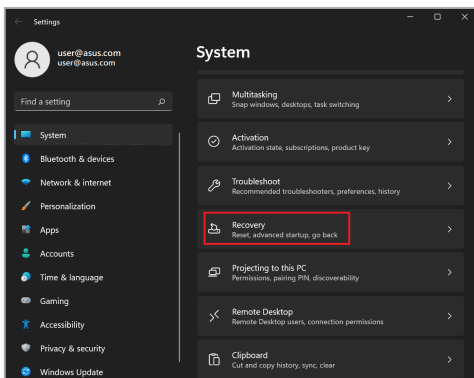 Settings
user@asus.com
user@asus.com
Find a setting
System
Bluetooth & devices
Network & internet
Personalization
Apps
Accounts
Time & language
Gaming
Accessibility
Privacy & security
Windows Update
System
Multitasking
Snap windows, desktops, task switching
Activation
Activation state, subscriptions, product key
Troubleshoot
Recommended troubleshooters, preferences, history
Recovery
Reset, advanced startup, go back
Projecting to this PC
Permissions, pairing PIN, discoverability
Remote Desktop
Remote Desktop users, connection permissions
Clipboard
Cut and copy history, sync, clear